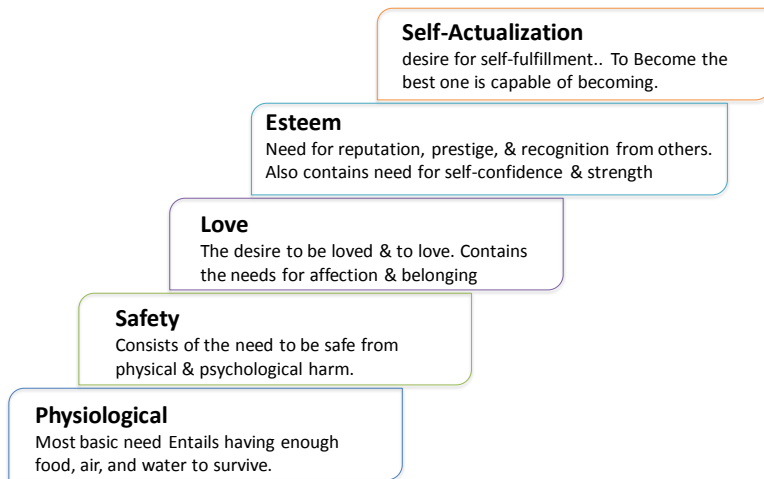 Self-Actualization
desire for self-fulfillment.. To Become the
best one is capable of becoming.
Esteem
Need for reputation, prestige, & recognition from others.
Also contains need for self-confidence & strength
Love
The desire to be loved & to love. Contains
the needs for affection & belonging
Safety
Consists of the need to be safe from
physical & psychological harm.
Physiological
Most basic need Entails having enough
food, air, and water to survive.